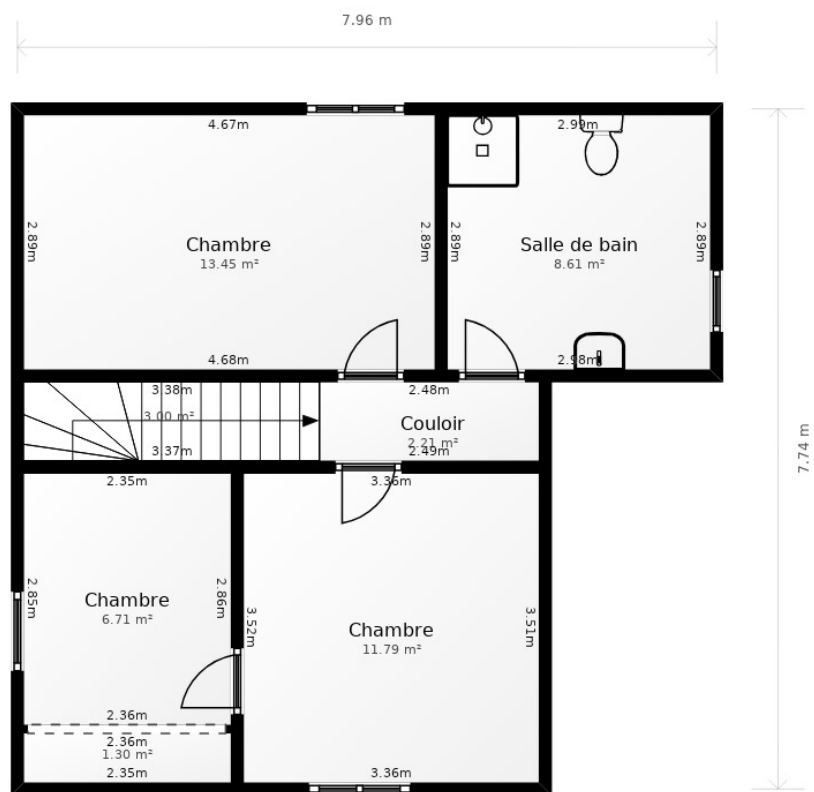 7.96 m
4.67m
2.99m
2.89m
2.89m
2.89m
2.89m
Chambre
13.45 m²
Salle de bain
8.61 m²
4.68m
2.98m
3.38m
2.48m
3.00 m²
Couloir
2.21 m²
3.37m
2.49m
7.74 m
2.35m
3.36m
2.85m
2.86m
3.52m
3.51m
Chambre
6.71 m²
Chambre
11.79 m²
2.36m
2.36m
1.30 m²
2.35m
3.36m